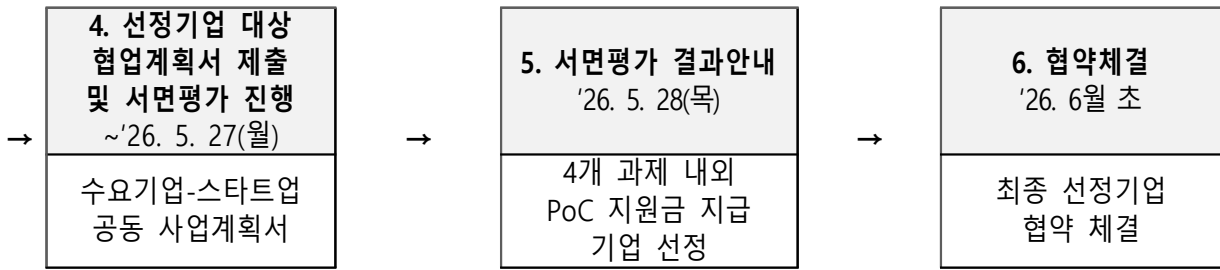 →
4. 선정기업 대상
협업계획서 제출
및 서면평가 진행
~'26. 5. 27(월)
수요기업-스타트업
공동 사업계획서
→
5. 서면평가 결과안내
'26. 5. 28(목)
4개 과제 내외
PoC 지원금 지급
기업 선정
→
6. 협약체결
'26. 6월 초
최종 선정기업
협약 체결